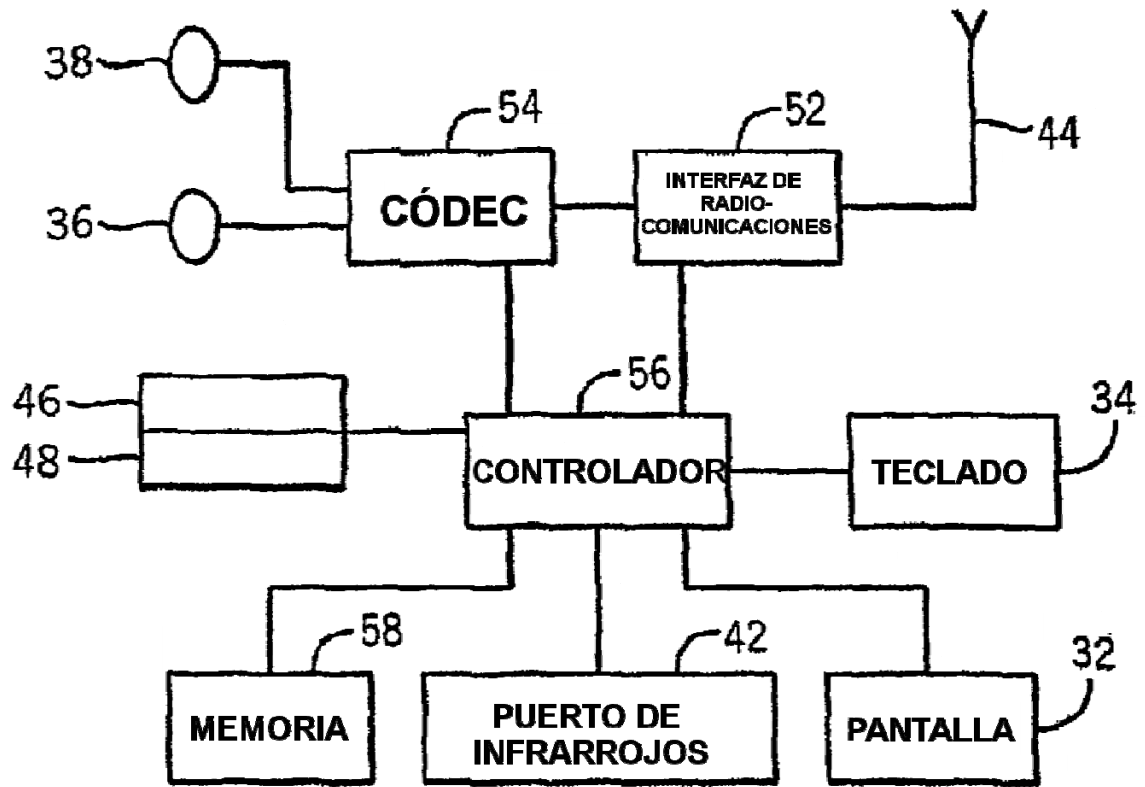 38
54
52
44
36
CÓDEC
INTERFAZ DE
RADIO-
COMUNICACIONES
56
34
46
48
CONTROLADOR
TECLADO
58
42
32
MEMORIA
PUERTO DE
INFRARROJOS
PANTALLA